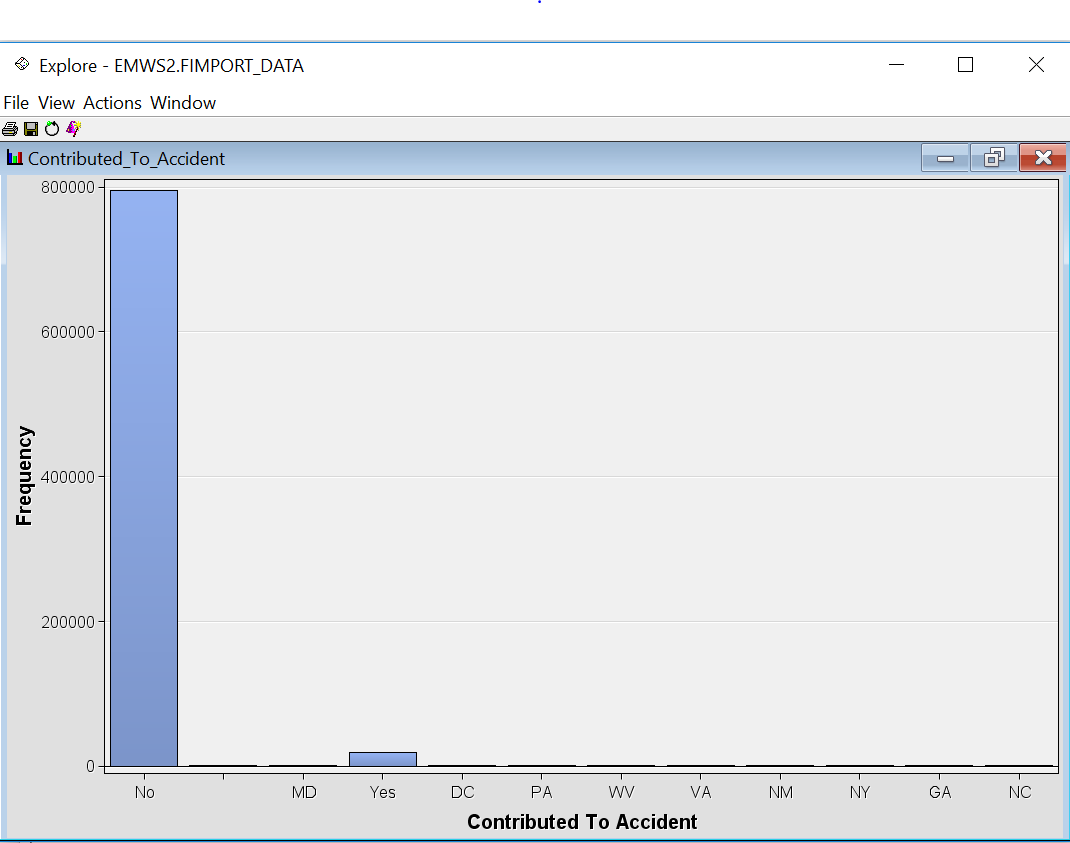 Explore - EMWS2.FIMPORT_DATA
File View Actions Window
Contributed_To_Accident
800000
600000
400000
200000
0
Frequency
No MD Yes DC PA WV VA NM NY GA NC
Contributed To Accident